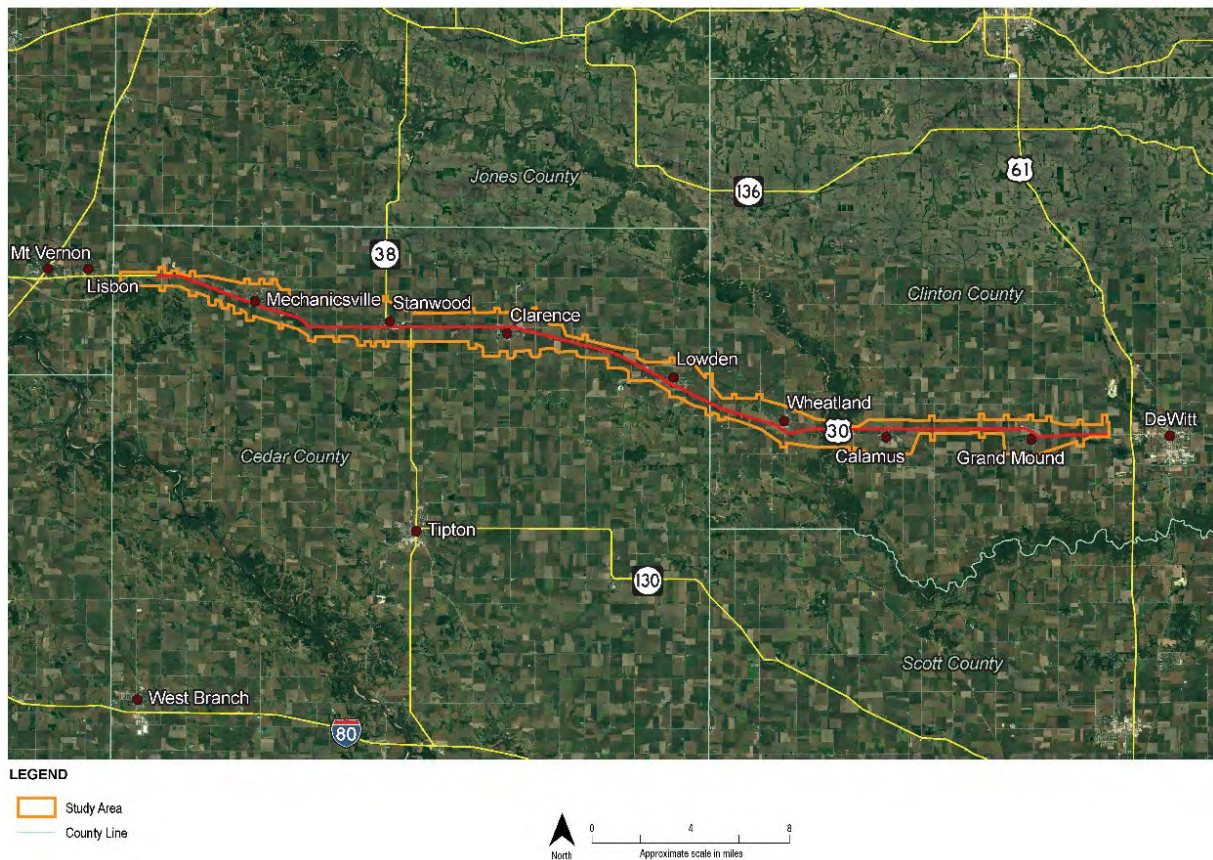 61
Jones County
136
Mt Vernon
38
Lisbon
Mechanicsville
Stanwood
Clarence
Clinton County
Lowden
Wheatland
30
Calamus
Grand Mound
DeWitt
Cedar County
Tipton
130
Scott County
West Branch
80
LEGEND
Study Area
County Line
North
0 4 8
Approximate scale in miles